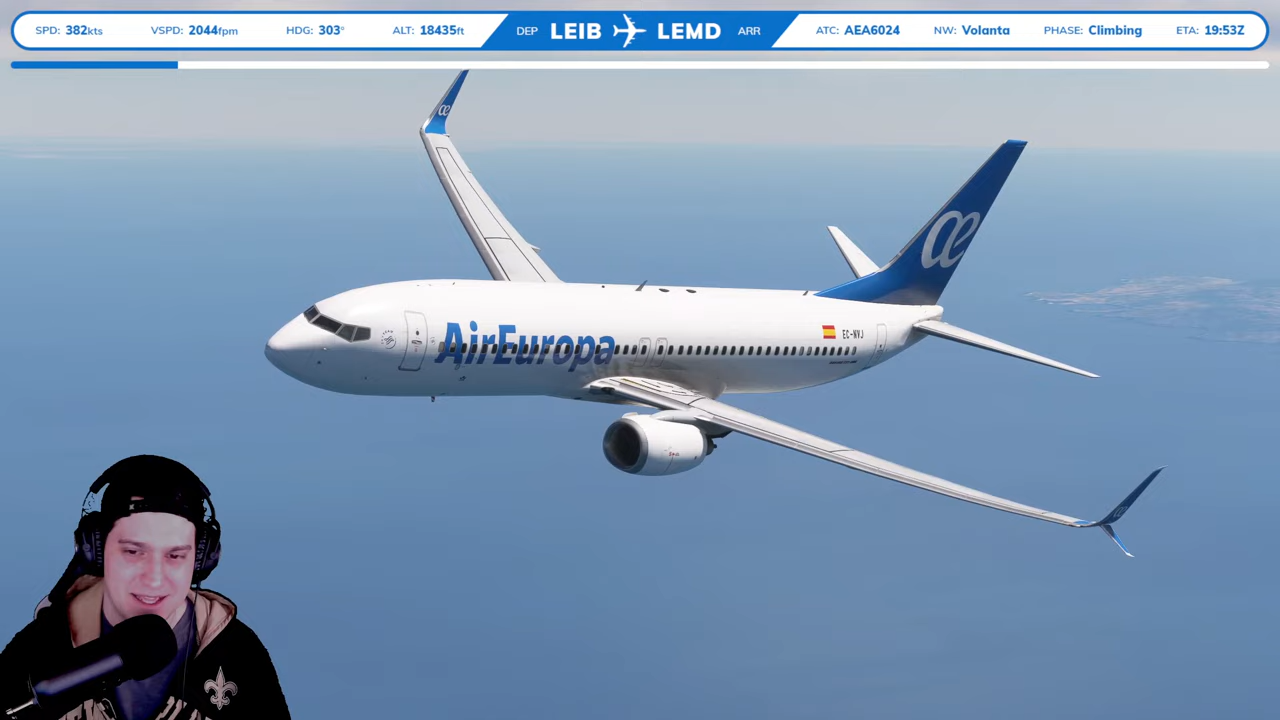 SPD: 382kts VSPD: 2044fpm HDG: 303° ALT: 18435ft DEP LEIB LEMD ARR ATC: AEA6024 NW: Volanta PHASE: Climbing ETA: 19:53Z
æ
æ
EC-NVJ
AirEuropa